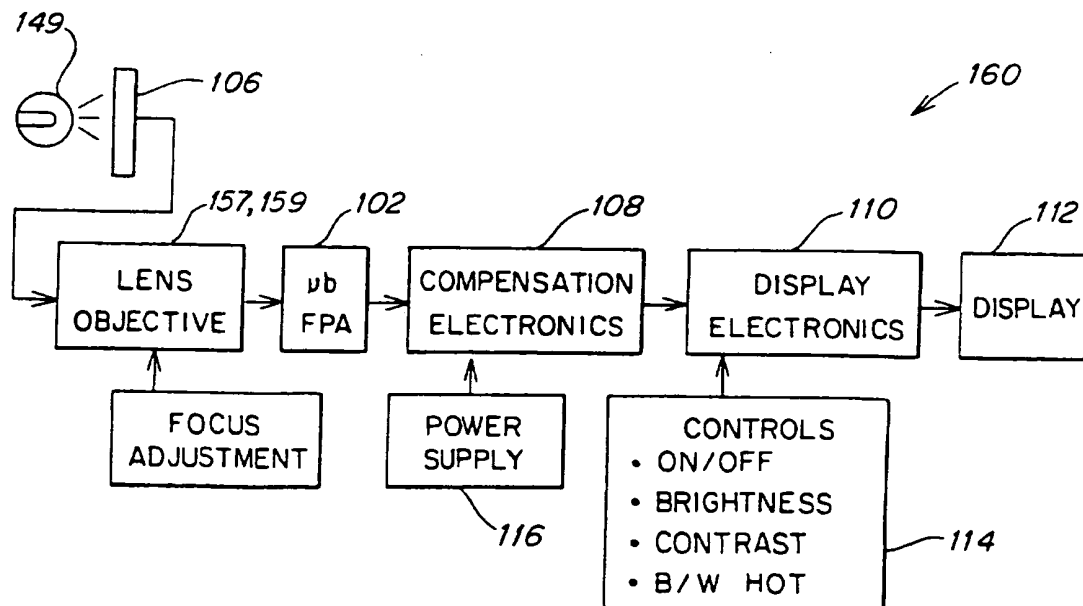 149
106
160
157,159
102
108
110
112
LENS
OBJECTIVE
μb
FPA
COMPENSATION
ELECTRONICS
DISPLAY
ELECTRONICS
DISPLAY
FOCUS
ADJUSTMENT
POWER
SUPPLY
116
CONTROLS
• ON/OFF
• BRIGHTNESS
• CONTRAST
• B/W HOT
114